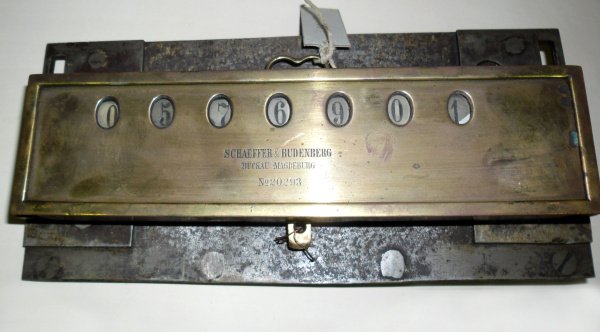 0 5 7 6 9 0 1
SCHAEFFER & BUDENBERG
BUCKAU-MAGDEBURG
No 20293